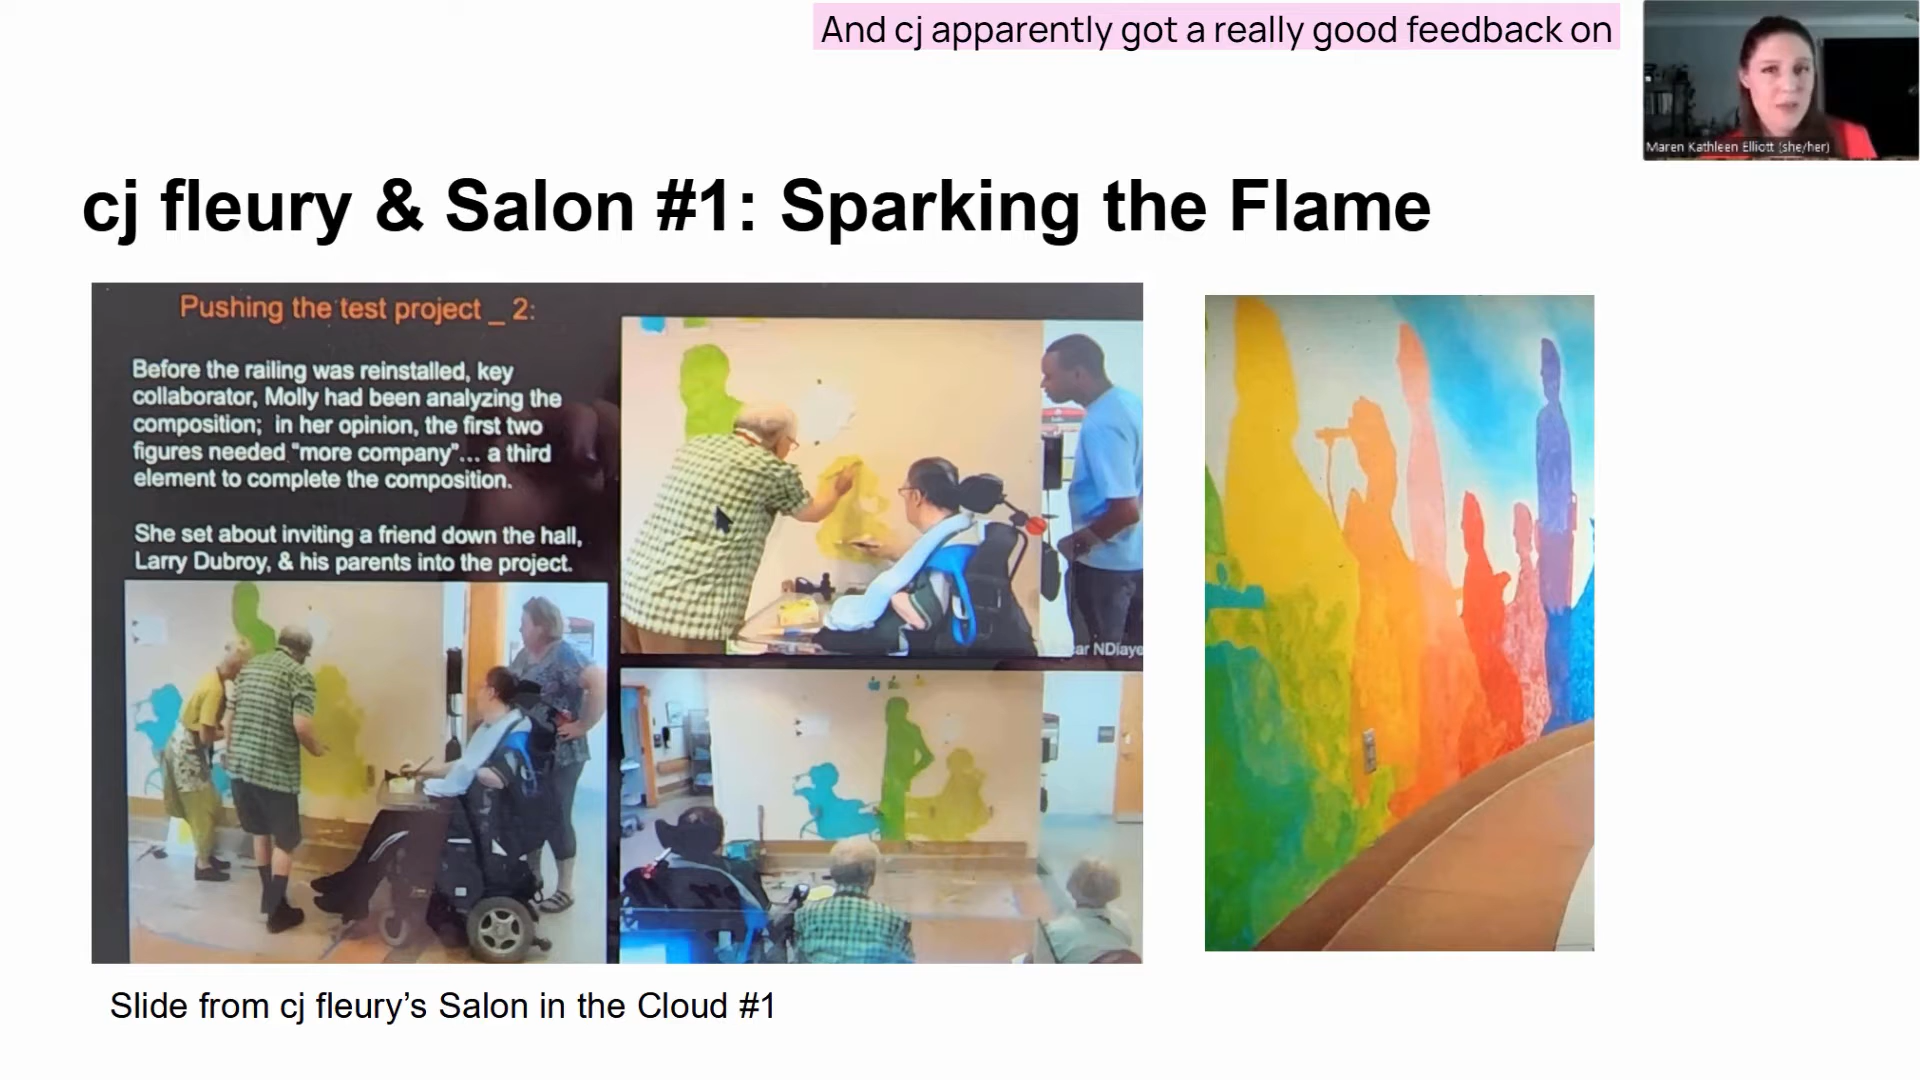 And cj apparently got a really good feedback on
Maren Kathleen Elliott (she/her)
cj fleury & Salon #1: Sparking the Flame
Pushing the test project _ 2:
Before the railing was reinstalled, key
collaborator, Molly had been analyzing the
composition;  in her opinion, the first two
figures needed “more company”... a third
element to complete the composition.
She set about inviting a friend down the hall,
Larry Dubroy, & his parents into the project.
NDiaye
Slide from cj fleury’s Salon in the Cloud #1